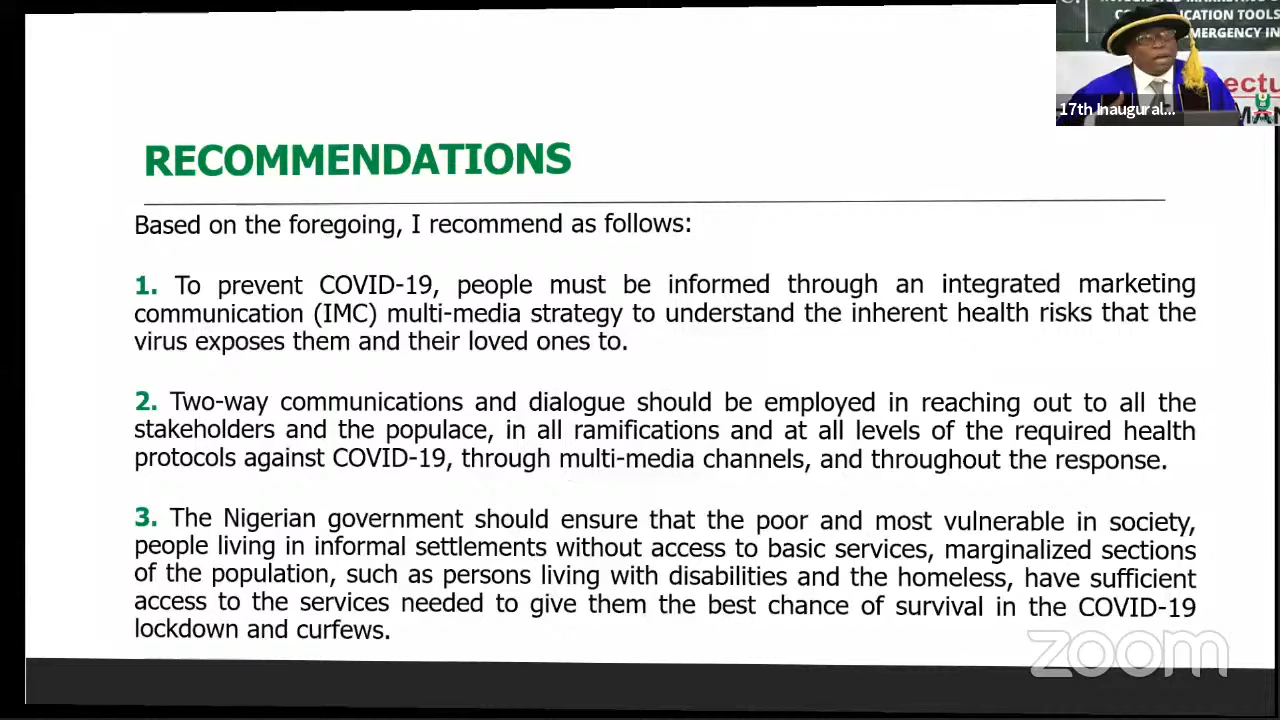 CATION TOOLS
MERGENCY IN
ectu
17th Inaugural...
RECOMMENDATIONS
Based on the foregoing, I recommend as follows:
1. To prevent COVID-19, people must be informed through an integrated marketing
communication (IMC) multi-media strategy to understand the inherent health risks that the
virus exposes them and their loved ones to.
2. Two-way communications and dialogue should be employed in reaching out to all the
stakeholders and the populace, in all ramifications and at all levels of the required health
protocols against COVID-19, through multi-media channels, and throughout the response.
3. The Nigerian government should ensure that the poor and most vulnerable in society,
people living in informal settlements without access to basic services, marginalized sections
of the population, such as persons living with disabilities and the homeless, have sufficient
access to the services needed to give them the best chance of survival in the COVID-19
lockdown and curfews.
zoom